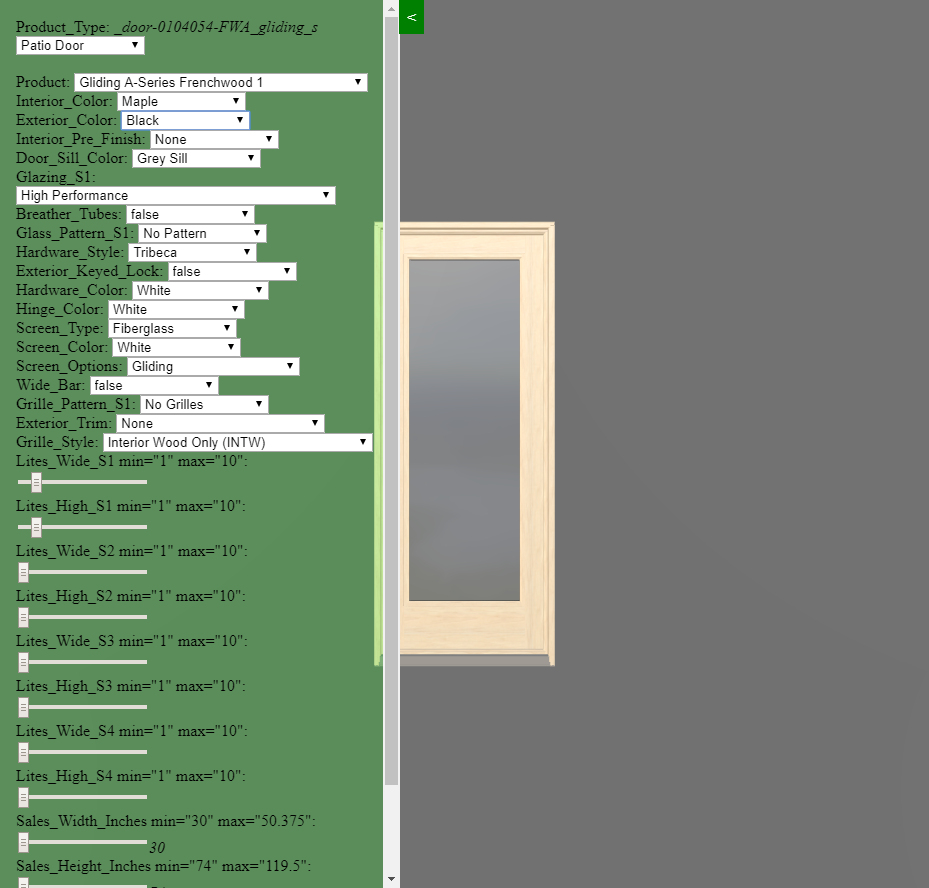 Product_Type: _door-0104054-FWA_gliding_s
Patio Door
Product: Gliding A-Series Frenchwood 1
Interior_Color: Maple
Exterior_Color: Black
Interior_Pre_Finish: None
Door_Sill_Color: Grey Sill
Glazing_S1:
High Performance
Breather_Tubes: false
Glass_Pattern_S1: No Pattern
Hardware_Style: Tribeca
Exterior_Keyed_Lock: false
Hardware_Color: White
Hinge_Color: White
Screen_Type: Fiberglass
Screen_Color: White
Screen_Options: Gliding
Wide_Bar: false
Grille_Pattern_S1: No Grilles
Exterior_Trim: None
Grille_Style: Interior Wood Only (INTW)
Lites_Wide_S1 min="1" max="10":
Lites_High_S1 min="1" max="10":
Lites_Wide_S2 min="1" max="10":
Lites_High_S2 min="1" max="10":
Lites_Wide_S3 min="1" max="10":
Lites_High_S3 min="1" max="10":
Lites_Wide_S4 min="1" max="10":
Lites_High_S4 min="1" max="10":
Sales_Width_Inches min="30" max="50.375":
30
Sales_Height_Inches min="74" max="119.5":
<